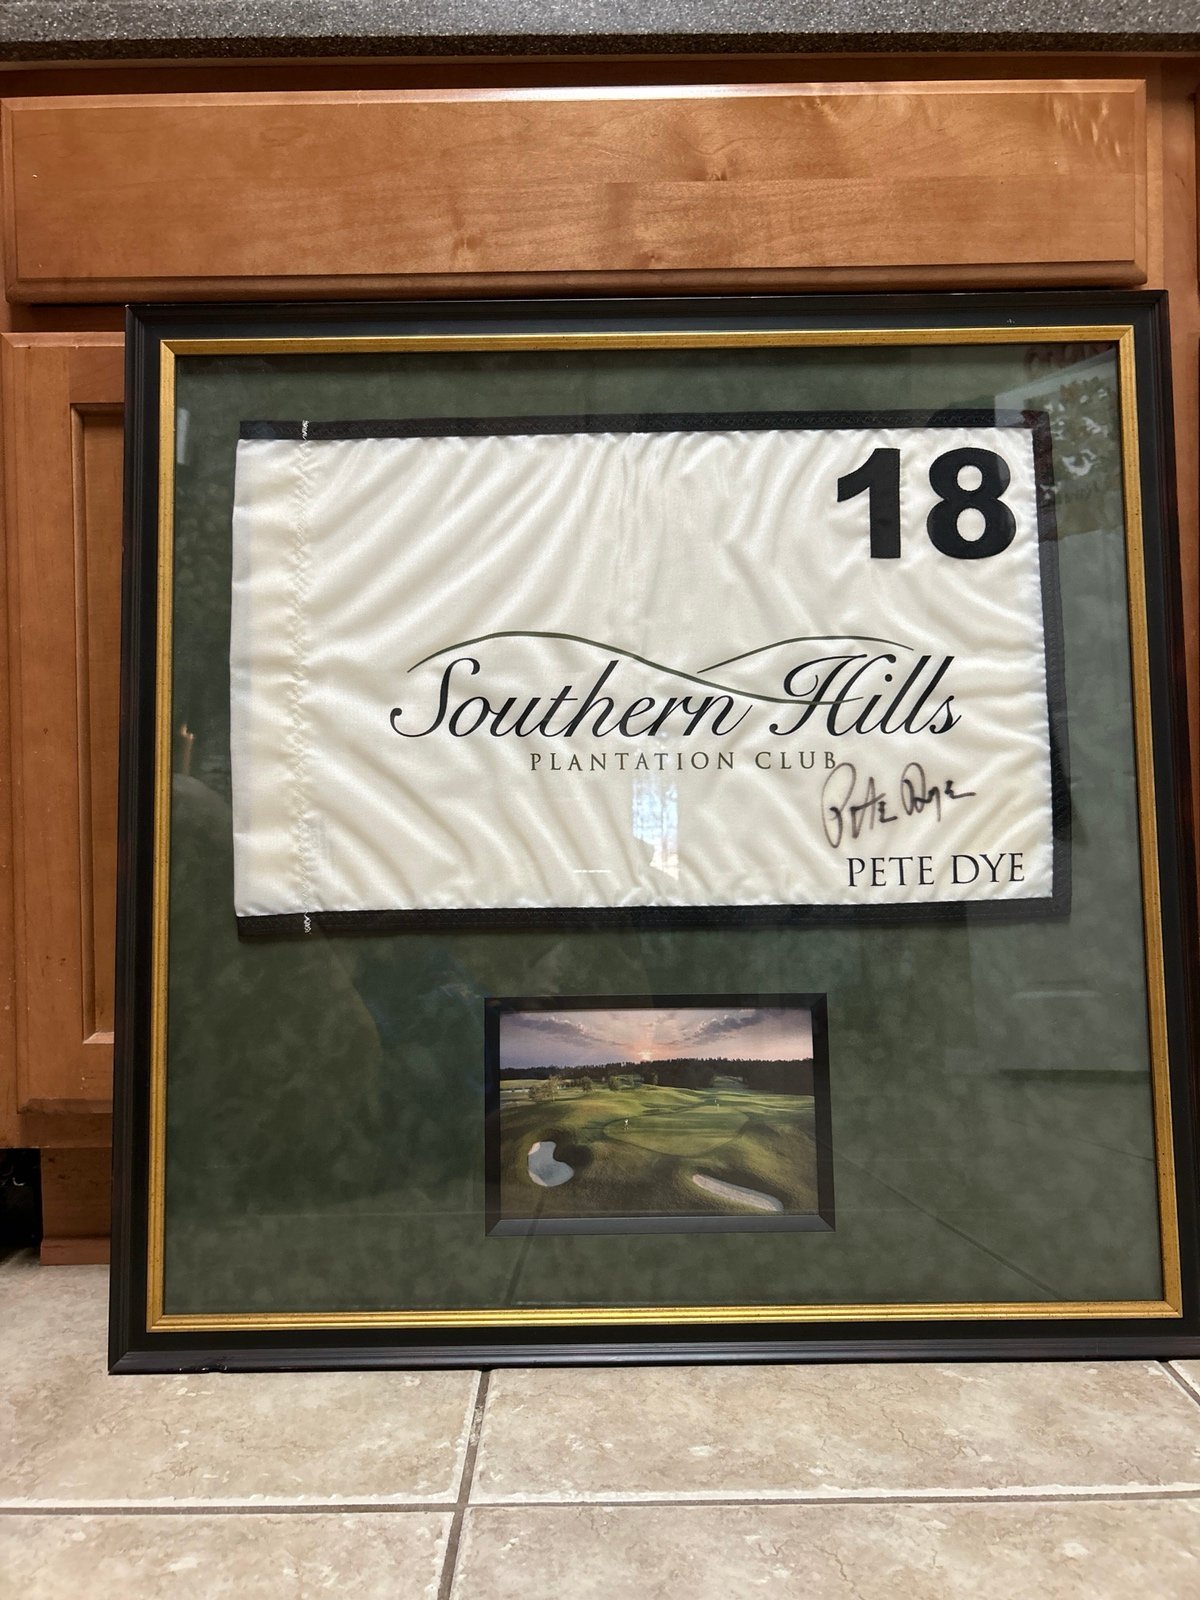 18
Southern Hills
PLANTATION CLUB
Pete Dye
PETE DYE